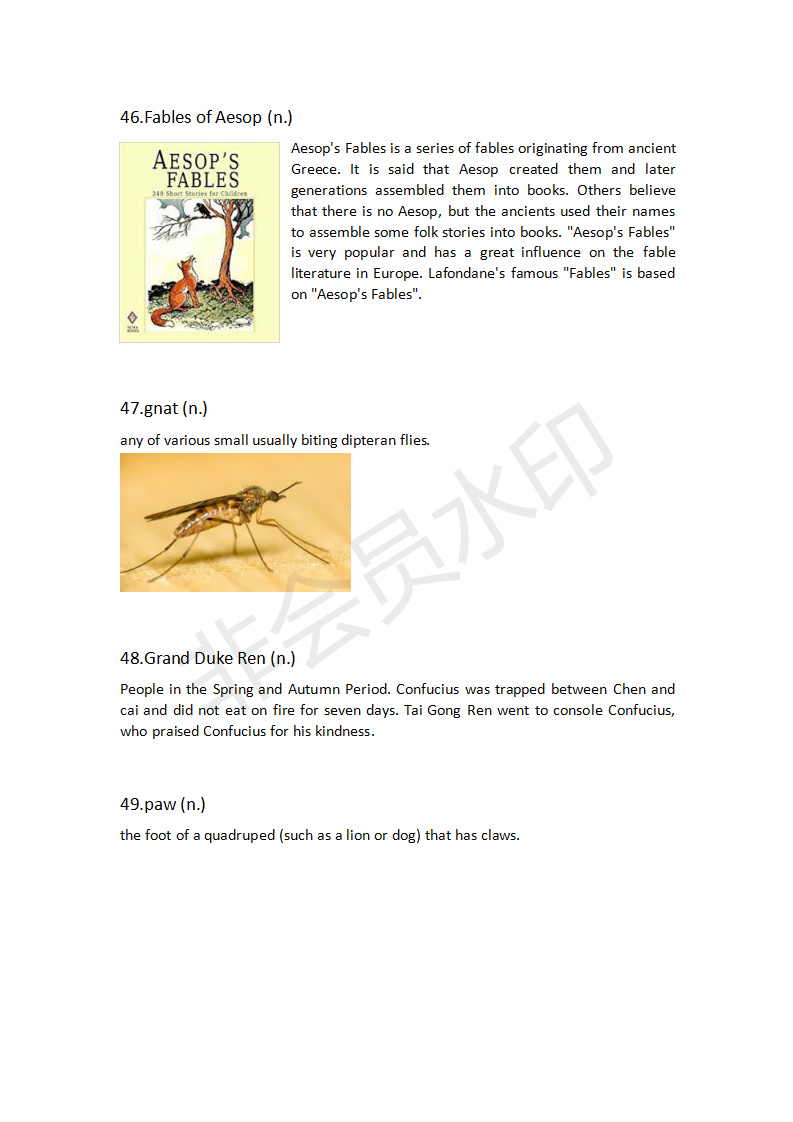 46.Fables of Aesop (n.)
AESOP'S
FABLES
240 Short Stories for Children
Aesop's Fables is a series of fables originating from ancient
Greece. It is said that Aesop created them and later
generations assembled them into books. Others believe
that there is no Aesop, but the ancients used their names
to assemble some folk stories into books. "Aesop's Fables"
is very popular and has a great influence on the fable
literature in Europe. Lafondane's famous "Fables" is based
on "Aesop's Fables".
47.gnat (n.)
any of various small usually biting dipteran flies.
非会员水印
48.Grand Duke Ren (n.)
People in the Spring and Autumn Period. Confucius was trapped between Chen and
cai and did not eat on fire for seven days. Tai Gong Ren went to console Confucius,
who praised Confucius for his kindness.
49.paw (n.)
the foot of a quadruped (such as a lion or dog) that has claws.